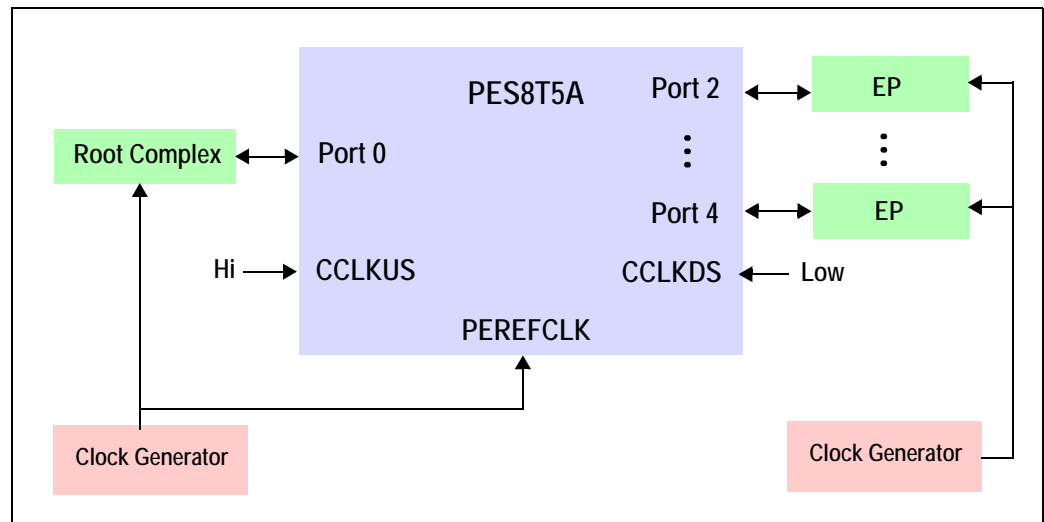 PES8T5A
Port 2
EP
Root Complex
Port 0
Port 4
EP
Hi
CCLKUS
CCLKDS
Low
PEREFCLK
Clock Generator
Clock Generator